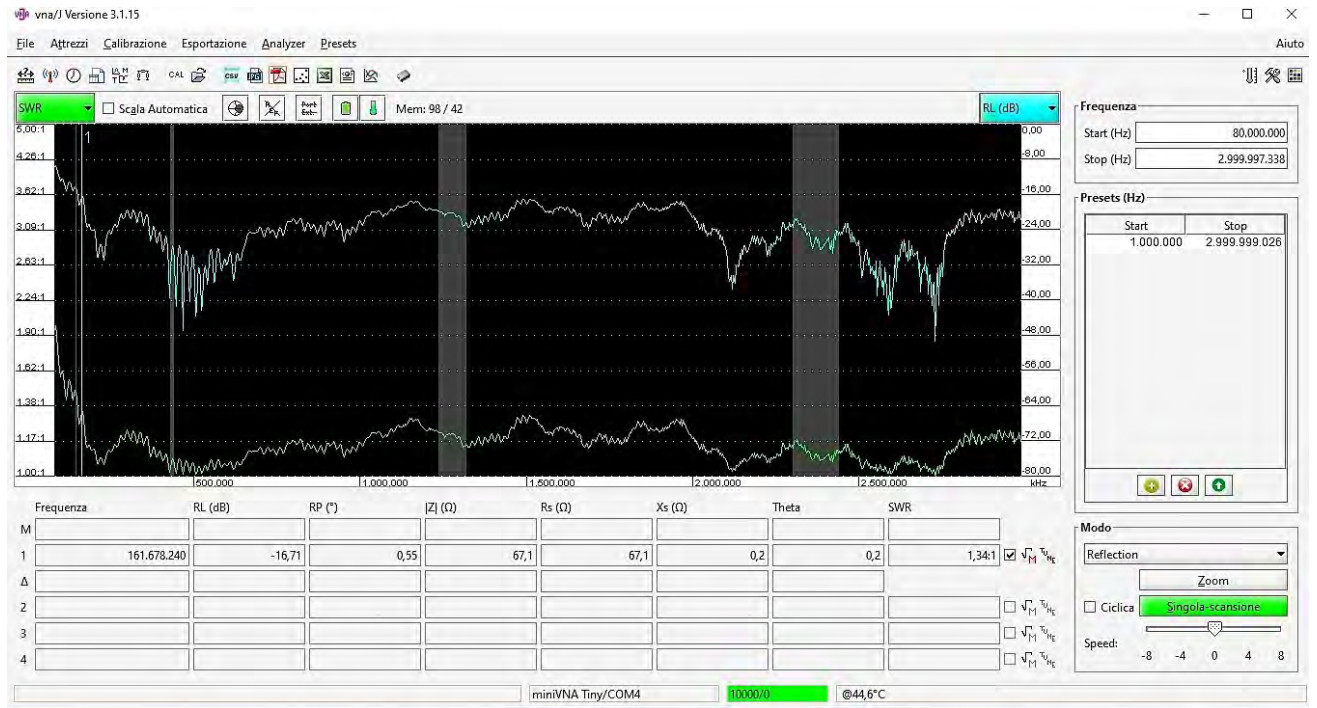 vna/J Versione 3.1.15
File Attrezzi Calibrazione Esportazione Analyzer Presets Aiuto
CAL CSV
SWR Scala Automatica Port Ext. Mem: 98 / 42 RL (dB)
5,00:1 0,00
1
4.26:1 -8,00
3.62:1 -16,00
3.09:1 -24,00
2.63:1 -32,00
2.24:1 -40,00
1.90:1 -48,00
1.62:1 -56,00
1.38:1 -64,00
1.17:1 -72,00
1.00:1 -80,00
500.000 1.000.000 1.500.000 2.000.000 2.500.000 kHz
Frequenza RL (dB) RP (°) |Z| (Ω) Rs (Ω) Xs (Ω) Theta SWR
M
1 161.678.240 -16,71 0,55 67,1 67,1 0,2 0,2 1,34:1
Δ
2
3
4
miniVNA Tiny/COM4 10000/0 @44,6°C
Frequenza
Start (Hz) 80.000.000
Stop (Hz) 2.999.997.338
Presets (Hz)
Start Stop
1.000.000 2.999.999.026
Modo
Reflection
Zoom
Ciclica Singola-scansione
Speed:
-8 -4 0 4 8